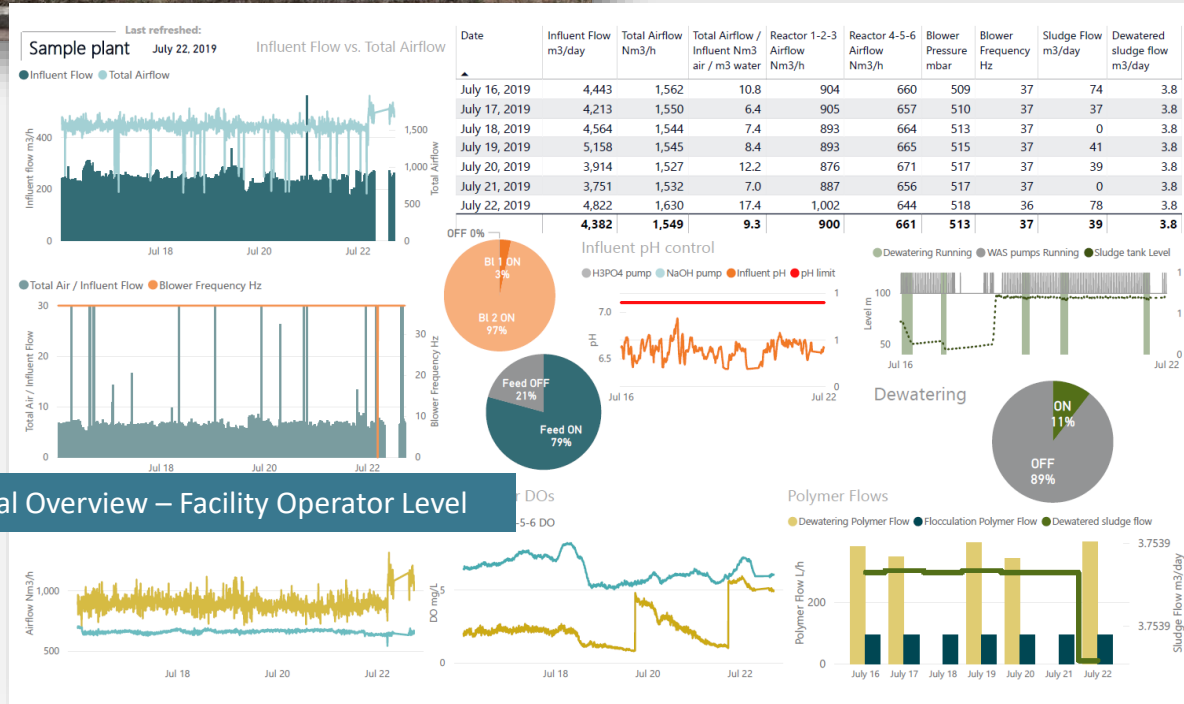 Last refreshed:
Sample plant July 22, 2019
Influent Flow vs. Total Airflow
Influent Flow Total Airflow
400
200
0
Influent flow m3/h
1,500
1,000
500
0
Total Airflow
Jul 18 Jul 20 Jul 22
Date Influent Flow m3/day Total Airflow Nm3/h Total Airflow / Influent Nm3 air / m3 water Reactor 1-2-3 Airflow Nm3/h Reactor 4-5-6 Airflow Nm3/h Blower Pressure mbar Blower Frequency Hz Sludge Flow m3/day Dewatered sludge flow m3/day
July 16, 2019 4,443 1,562 10.8 904 660 509 37 74 3.8
July 17, 2019 4,213 1,550 6.4 905 657 510 37 37 3.8
July 18, 2019 4,564 1,544 7.4 893 664 513 37 0 3.8
July 19, 2019 5,158 1,545 8.4 893 665 515 37 41 3.8
July 20, 2019 3,914 1,527 12.2 876 671 517 37 39 3.8
July 21, 2019 3,751 1,532 7.0 887 656 517 37 0 3.8
July 22, 2019 4,822 1,630 17.4 1,002 644 518 36 78 3.8
4,382 1,549 9.3 900 661 513 37 39 3.8
Total Air / Influent Flow Blower Frequency Hz
30
20
10
0
Total Air / Influent Flow
30
20
10
0
Blower Frequency Hz
Jul 18 Jul 20 Jul 22
OFF 0%
Bl 1 ON
3%
Bl 2 ON
97%
Feed OFF
21%
Feed ON
79%
Influent pH control
H3PO4 pump NaOH pump Influent pH pH limit
7.0
6.5
pH
1
1
0
Jul 16 Jul 22
Dewatering Running WAS pumps Running Sludge tank Level
100
50
Level m
1
1
0
Jul 16 Jul 22
Dewatering
ON
11%
OFF
89%
al Overview – Facility Operator Level
r DOs
-5-6 DO
1,000
500
Airflow Nm3/h
Jul 18 Jul 20 Jul 22
5
0
DO mg/L
Jul 18 Jul 20 Jul 22
Polymer Flows
Dewatering Polymer Flow Flocculation Polymer Flow Dewatered sludge flow
200
0
Polymer Flow L/h
3.7539
3.7539
Sludge Flow m3/day
July 16 July 17 July 18 July 19 July 20 July 21 July 22